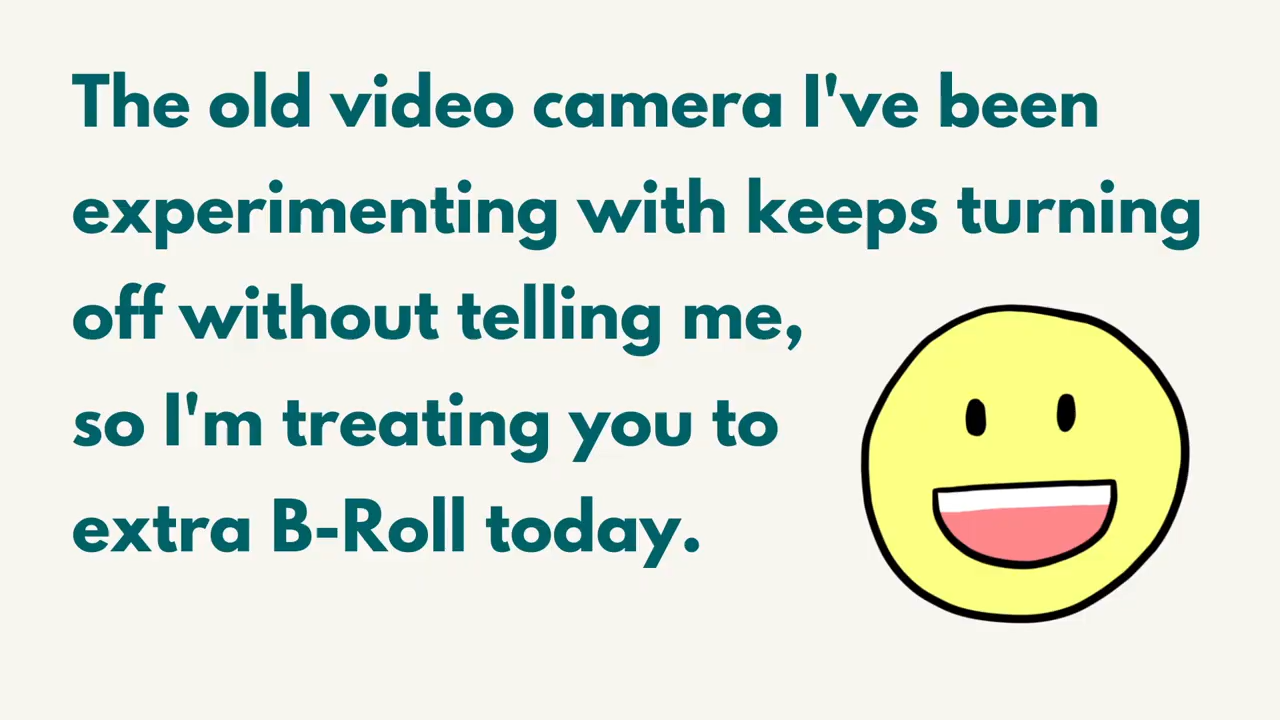 The old video camera I've been
experimenting with keeps turning
off without telling me,
so I'm treating you to
extra B-Roll today.